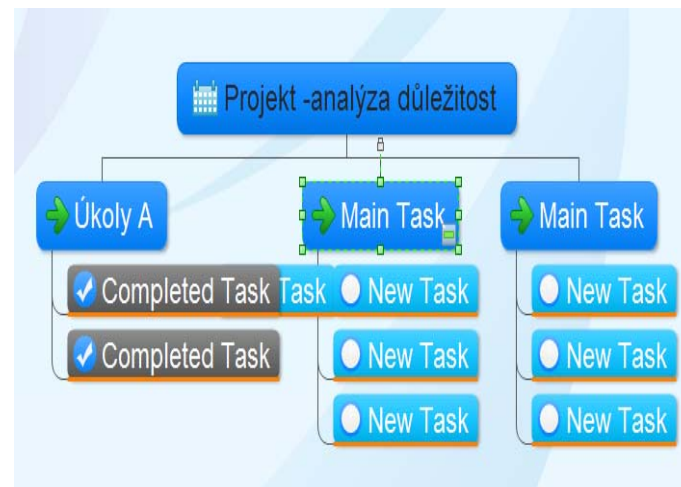 Projekt -analýza důležitost
Úkoly A
Main Task
Main Task
Completed Task
Task
New Task
New Task
Completed Task
New Task
New Task
New Task
New Task